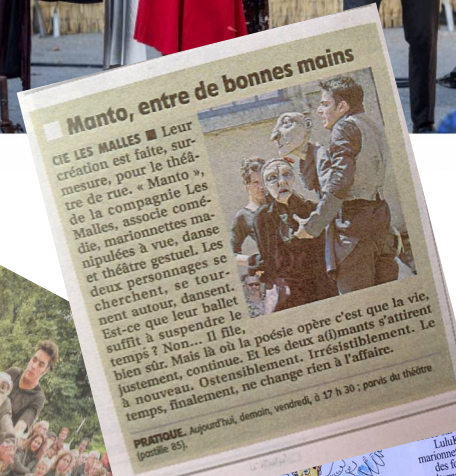 Manto, entre de bonnes mains
CIE LES MALLES ■ Leur
création est faite, sur-
mesure, pour le théâ-
tre de rue. « Manto »,
de la compagnie Les
Malles, associe comé-
die, marionnettes ma-
nipulées à vue, danse
et théâtre gestuel. Les
deux personnages se
cherchent, se tour-
nent autour, dansent.
Est-ce que leur ballet
suffit à suspendre le
temps ? Non... Il file,
bien sûr. Mais là où la poésie opère c'est que la vie,
justement, continue. Et les deux a(i)mants s'attirent
à nouveau. Ostensiblement. Irrésistiblement. Le
temps, finalement, ne change rien à l'affaire.
PRATIQUE. Aujourd'hui, demain, vendredi, à 17 h 30 ; parvis du théâtre
(pastille 85).
LuluK
marionnet
des f